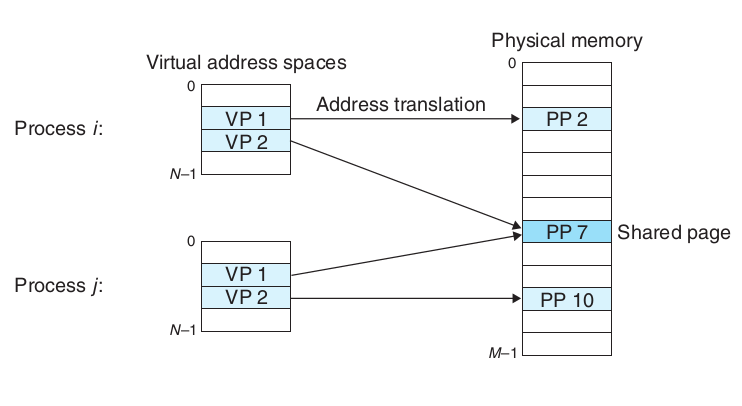 Physical memory
Virtual address spaces
0
0
Address translation
Process i:
VP 1
PP 2
VP 2
N–1
PP 7
Shared page
0
Process j:
VP 1
VP 2
PP 10
N–1
M–1